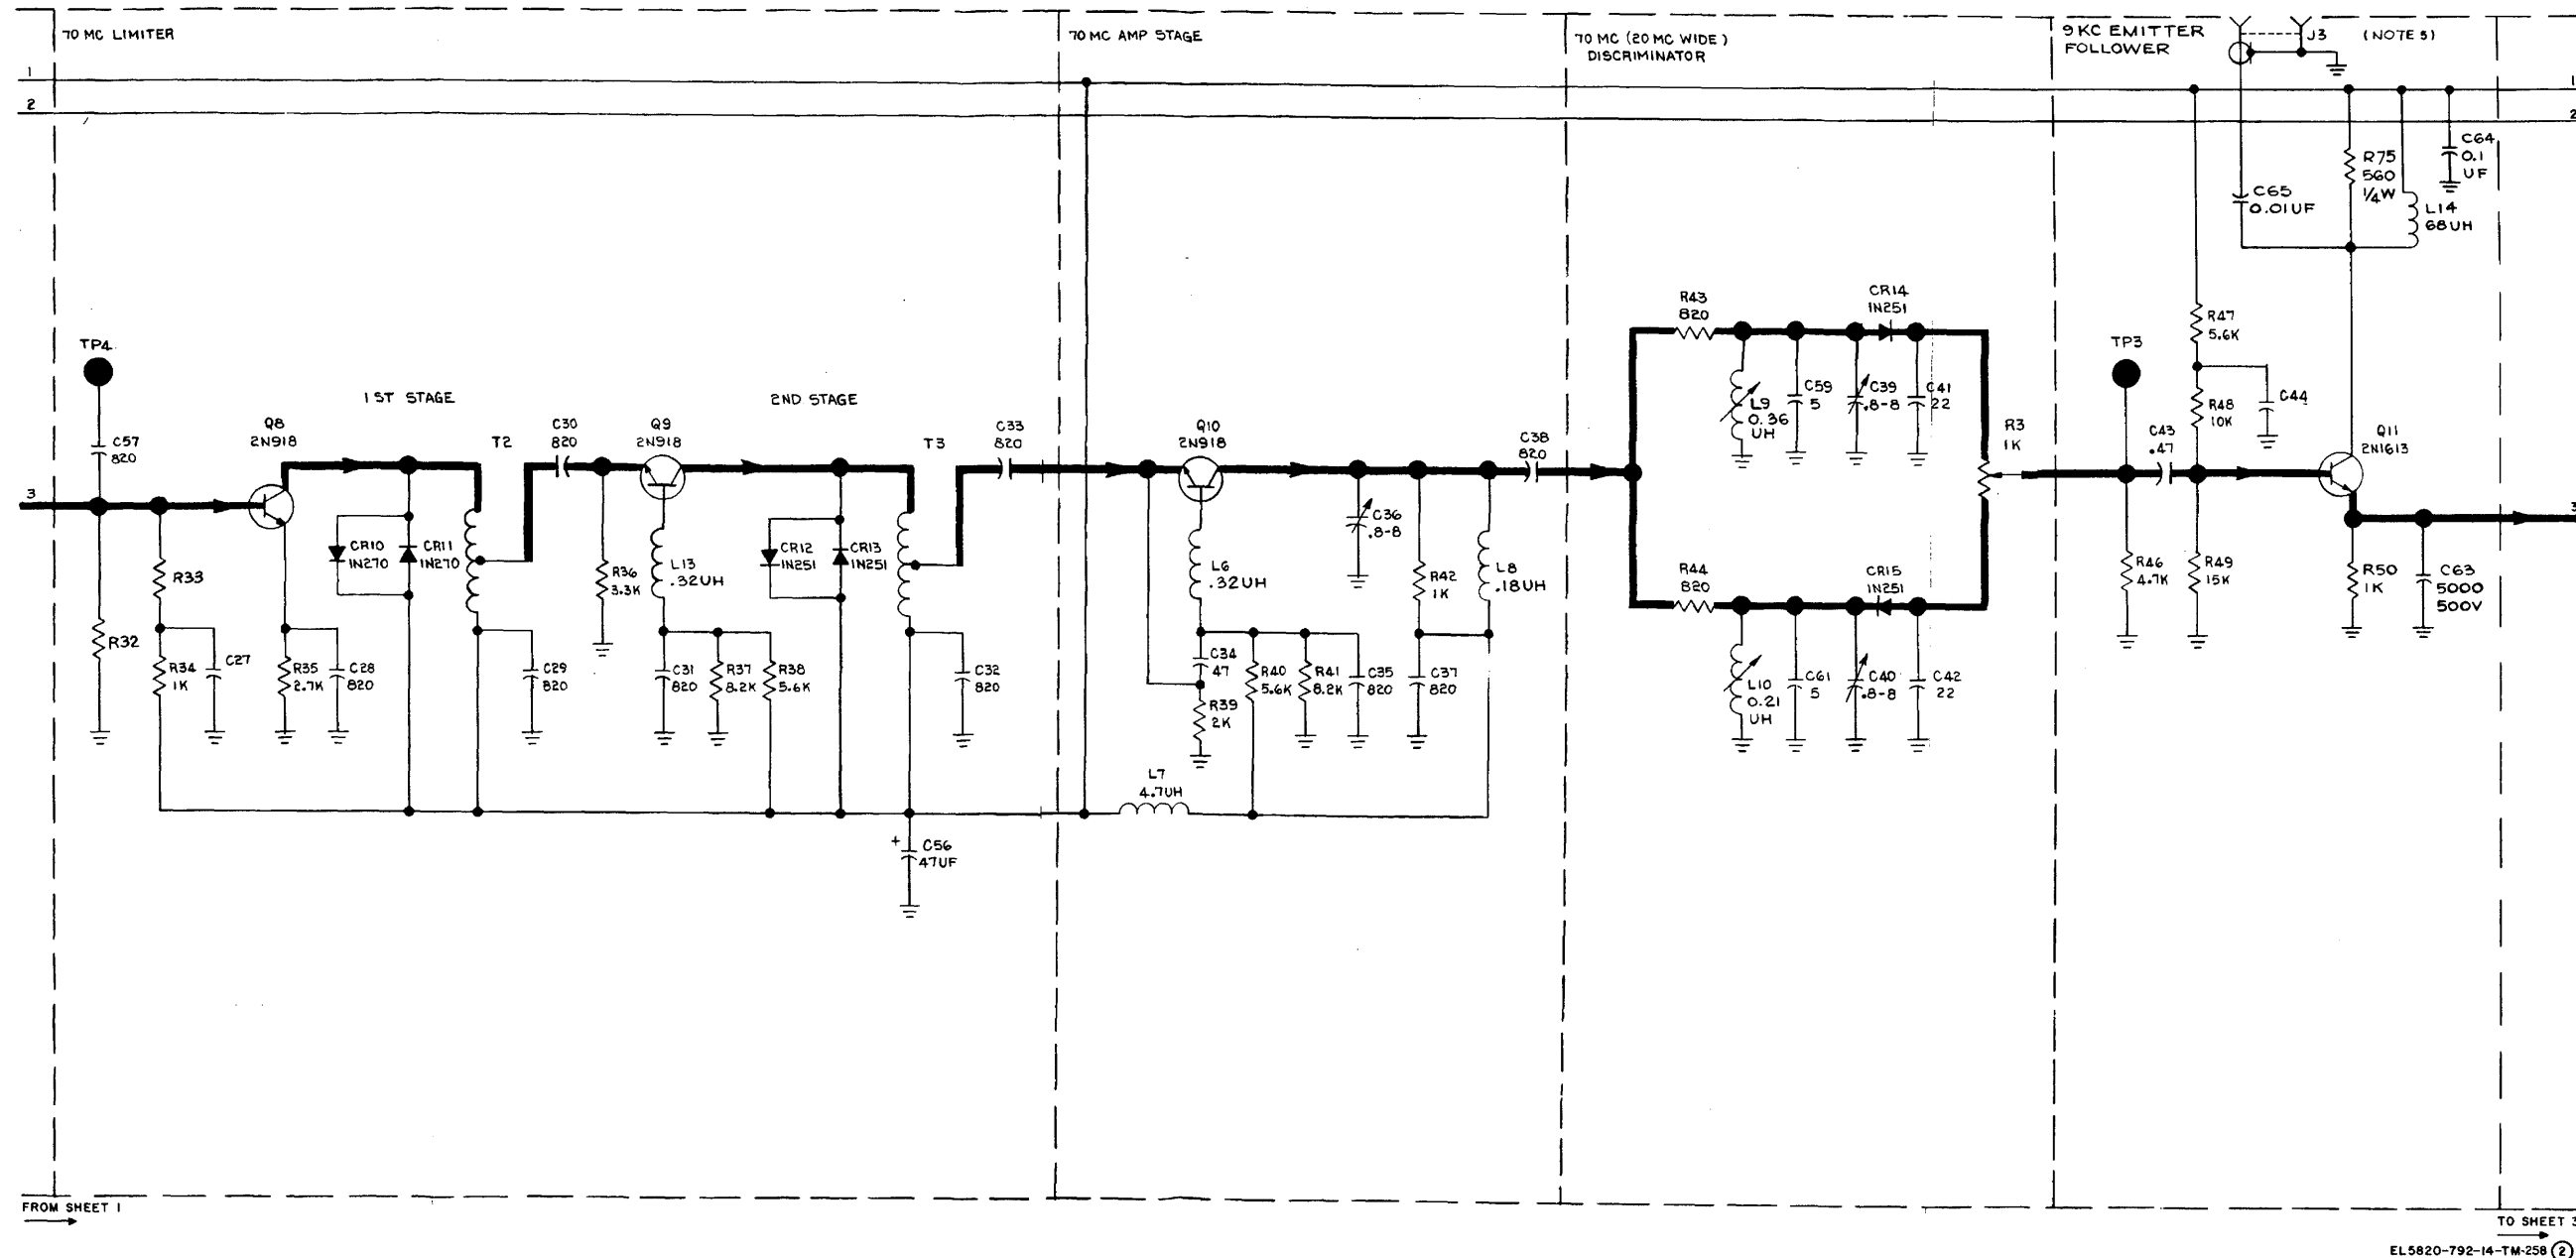 70 MC LIMITER
70 MC AMP STAGE
70 MC (20 MC WIDE)
DISCRIMINATOR
9 KC EMITTER
FOLLOWER
J3
(NOTE 5)
1
1
2
2
C64
0.1
UF
R75
560
1/4W
C65
0.01UF
L14
68UH
TP4
C57
820
1ST STAGE
2ND STAGE
Q8
2N918
T2
C30
820
Q9
2N918
T3
C33
820
Q10
2N918
C38
820
R43
820
CR14
1N251
L9
0.36
UH
C59
5
C39
.8-8
C41
22
R3
1K
TP3
R47
5.6K
R48
10K
C44
C43
.47
Q11
2N1613
3
3
R33
R32
R34
1K
C27
R35
2.7K
C28
820
CR10
1N270
CR11
1N270
C29
820
R36
3.3K
L13
.32UH
C31
820
R37
8.2K
R38
5.6K
CR12
1N251
CR13
1N251
C32
820
C56
+
47UF
L6
.32UH
C34
47
R39
2K
R40
5.6K
R41
8.2K
C35
820
C36
.8-8
R42
1K
L8
.18UH
C37
820
L7
4.7UH
R44
820
CR15
1N251
L10
0.21
UH
C61
5
C40
.8-8
C42
22
R46
4.7K
R49
15K
R50
1K
C63
5000
500V
FROM SHEET 1
TO SHEET 3
EL5820-792-14-TM-258 (2)